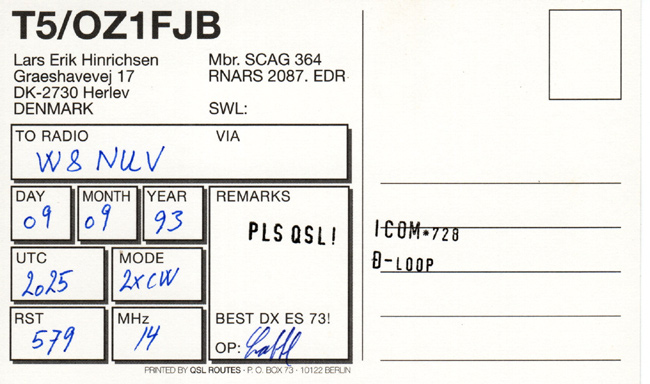 T5/OZ1FJB
Lars Erik Hinrichsen
Graeshavevej 17
DK-2730 Herlev
DENMARK
Mbr. SCAG 364
RNARS 2087. EDR
SWL:
TO RADIO VIA
W8 NUV
DAY MONTH YEAR
09 09 93
UTC MODE
2025 2xCW
RST MHz
579 14
REMARKS
PLS QSL!
BEST DX ES 73!
OP:
PRINTED BY QSL ROUTES · P. O. BOX 73 · 10122 BERLIN
ICOM*728
D-LOOP